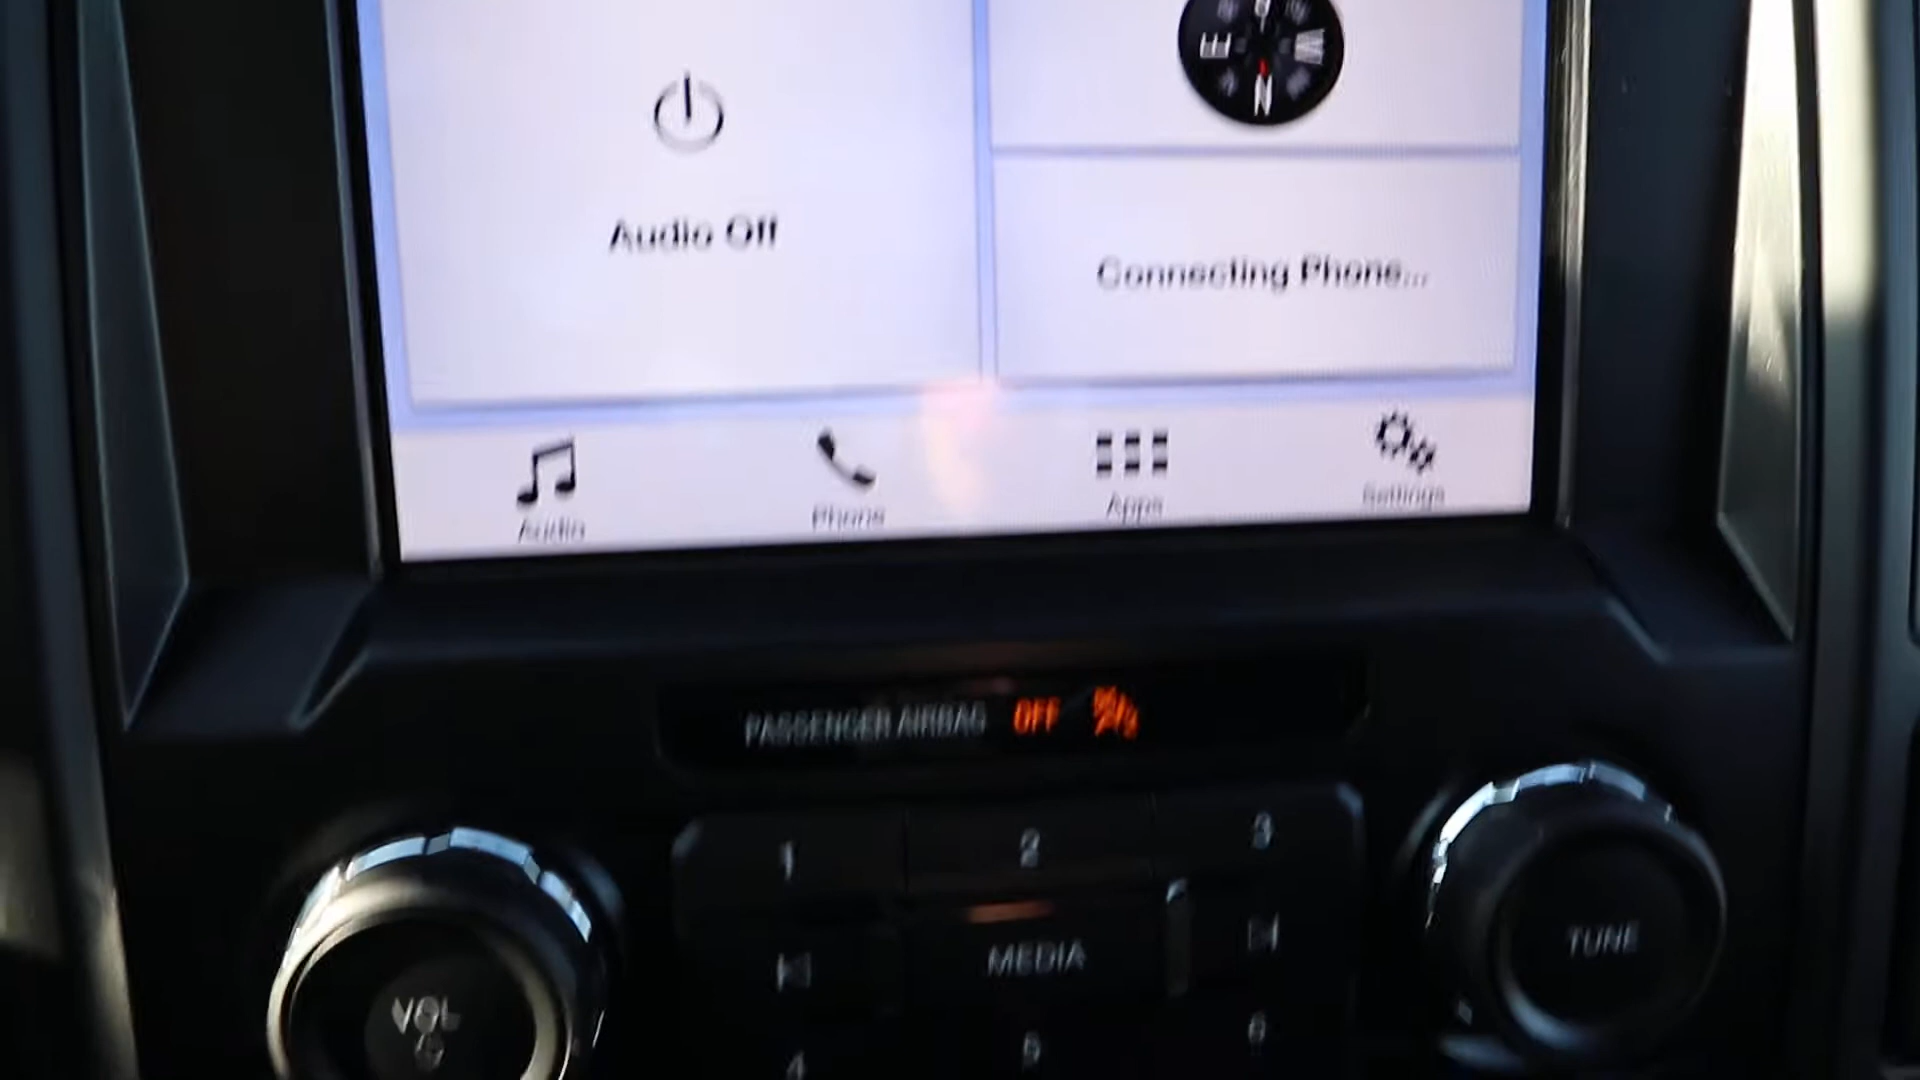 E
W
N
Audio Off
Connecting Phone...
Audio
Phone
Apps
Settings
PASSENGER AIRBAG OFF
1
2
3
MEDIA
TUNE
VOL
4
5
6